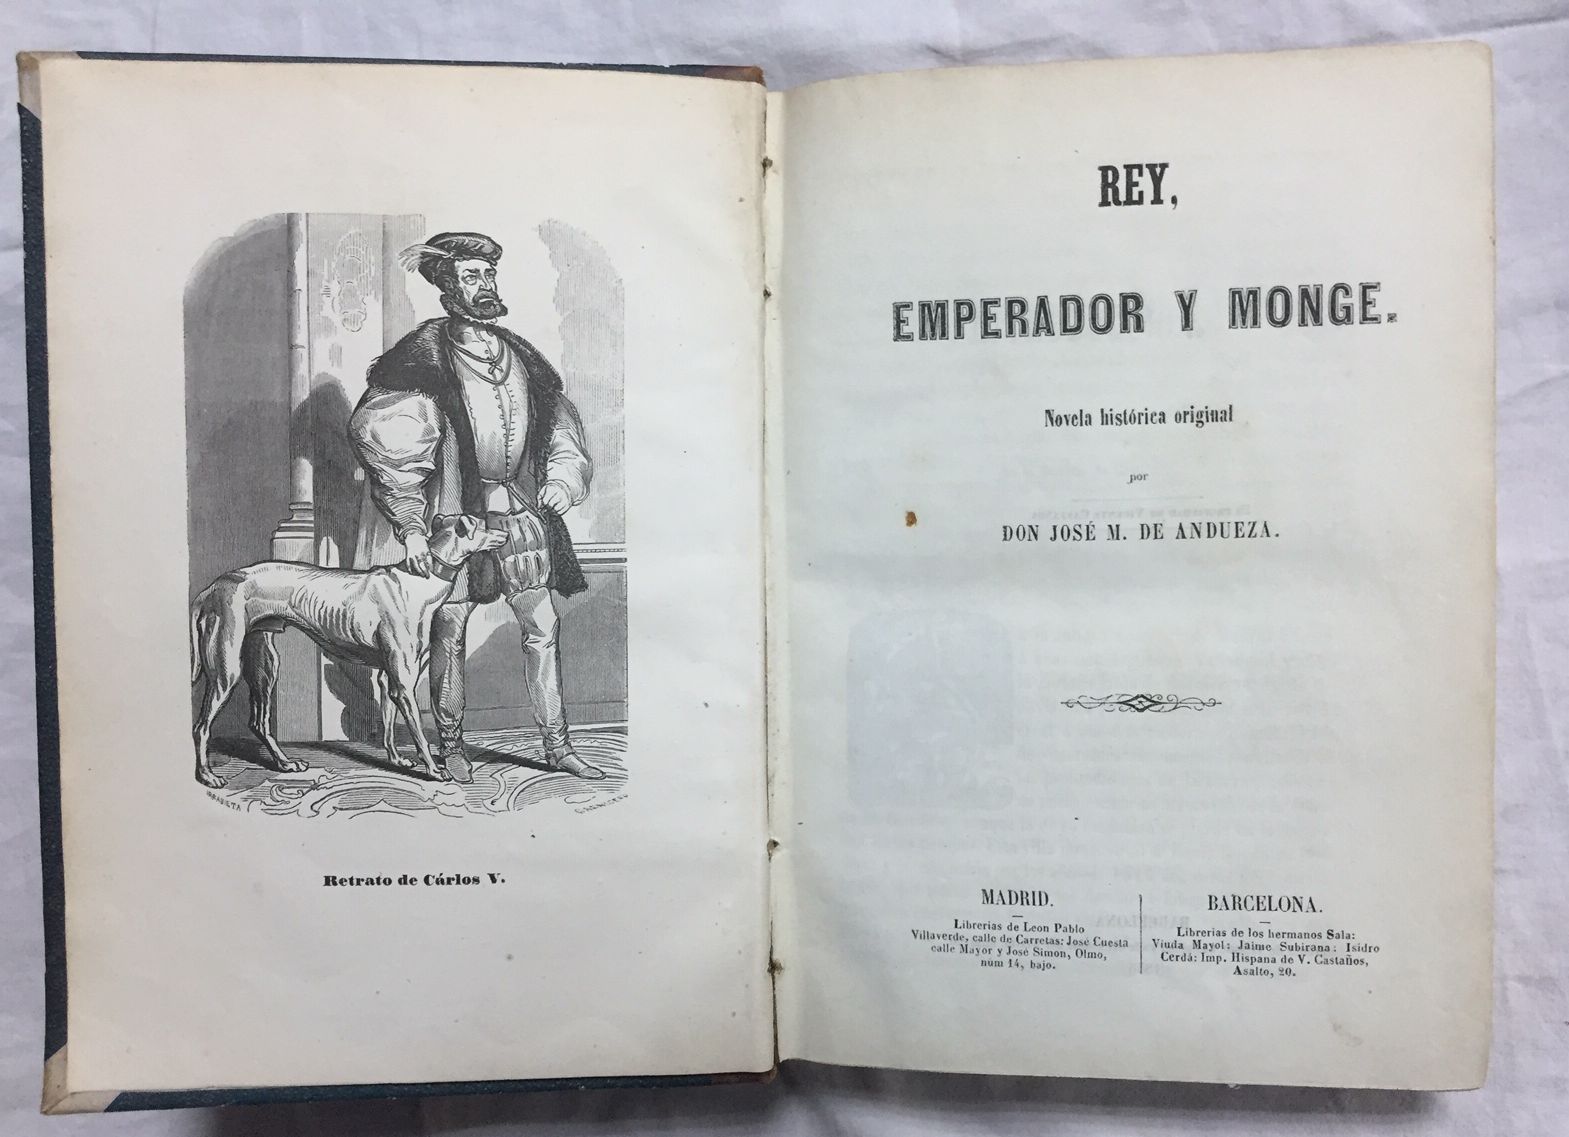 URRABIETA
Retrato de Cárlos V.
REY,
EMPERADOR Y MONGE.
Novela histórica original
por
DON JOSÉ M. DE ANDUEZA.
MADRID.
Librerias de Leon Pablo
Villaverde, calle de Carretas: José Cuesta
calle Mayor y José Simon, Olmo,
núm 14, bajo.
BARCELONA.
Librerias de los hermanos Sala:
Viuda Mayol: Jaime Subirana: Isidro
Cerdá: Imp. Hispana de V. Castaños,
Asalto, 20.